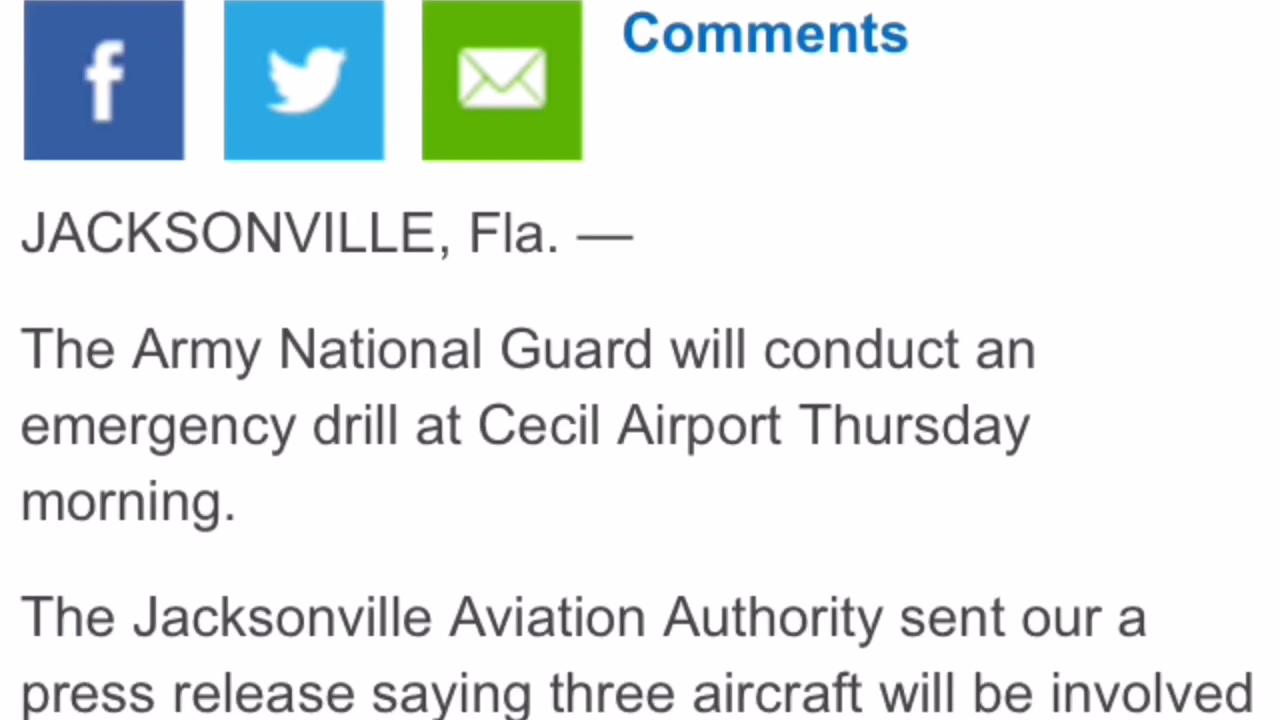 Comments
JACKSONVILLE, Fla. —
The Army National Guard will conduct an
emergency drill at Cecil Airport Thursday
morning.
The Jacksonville Aviation Authority sent our a
press release saying three aircraft will be involved